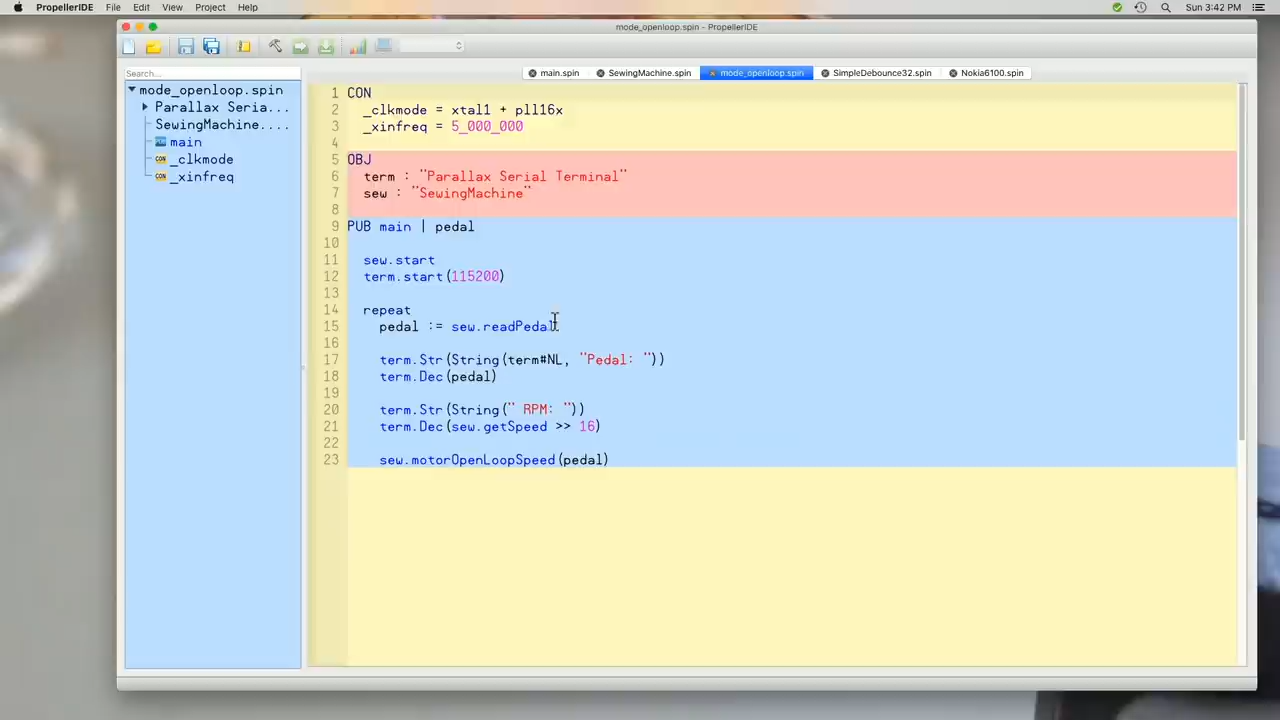 PropellerIDE File Edit View Project Help Sun 3:42 PM
mode_openloop.spin - PropellerIDE
Search...
main.spin SewingMachine.spin mode_openloop.spin SimpleDebounce32.spin Nokia6100.spin
mode_openloop.spin
Parallax Seria...
SewingMachine....
main
CON _clkmode
CON _xinfreq
1 CON
2 _clkmode = xtal1 + pll16x
3 _xinfreq = 5_000_000
4
5 OBJ
6 term : "Parallax Serial Terminal"
7 sew : "SewingMachine"
8
9 PUB main | pedal
10
11 sew.start
12 term.start(115200)
13
14 repeat
15 pedal := sew.readPedal
16
17 term.Str(String(term#NL, "Pedal: "))
18 term.Dec(pedal)
19
20 term.Str(String(" RPM: "))
21 term.Dec(sew.getSpeed >> 16)
22
23 sew.motorOpenLoopSpeed(pedal)